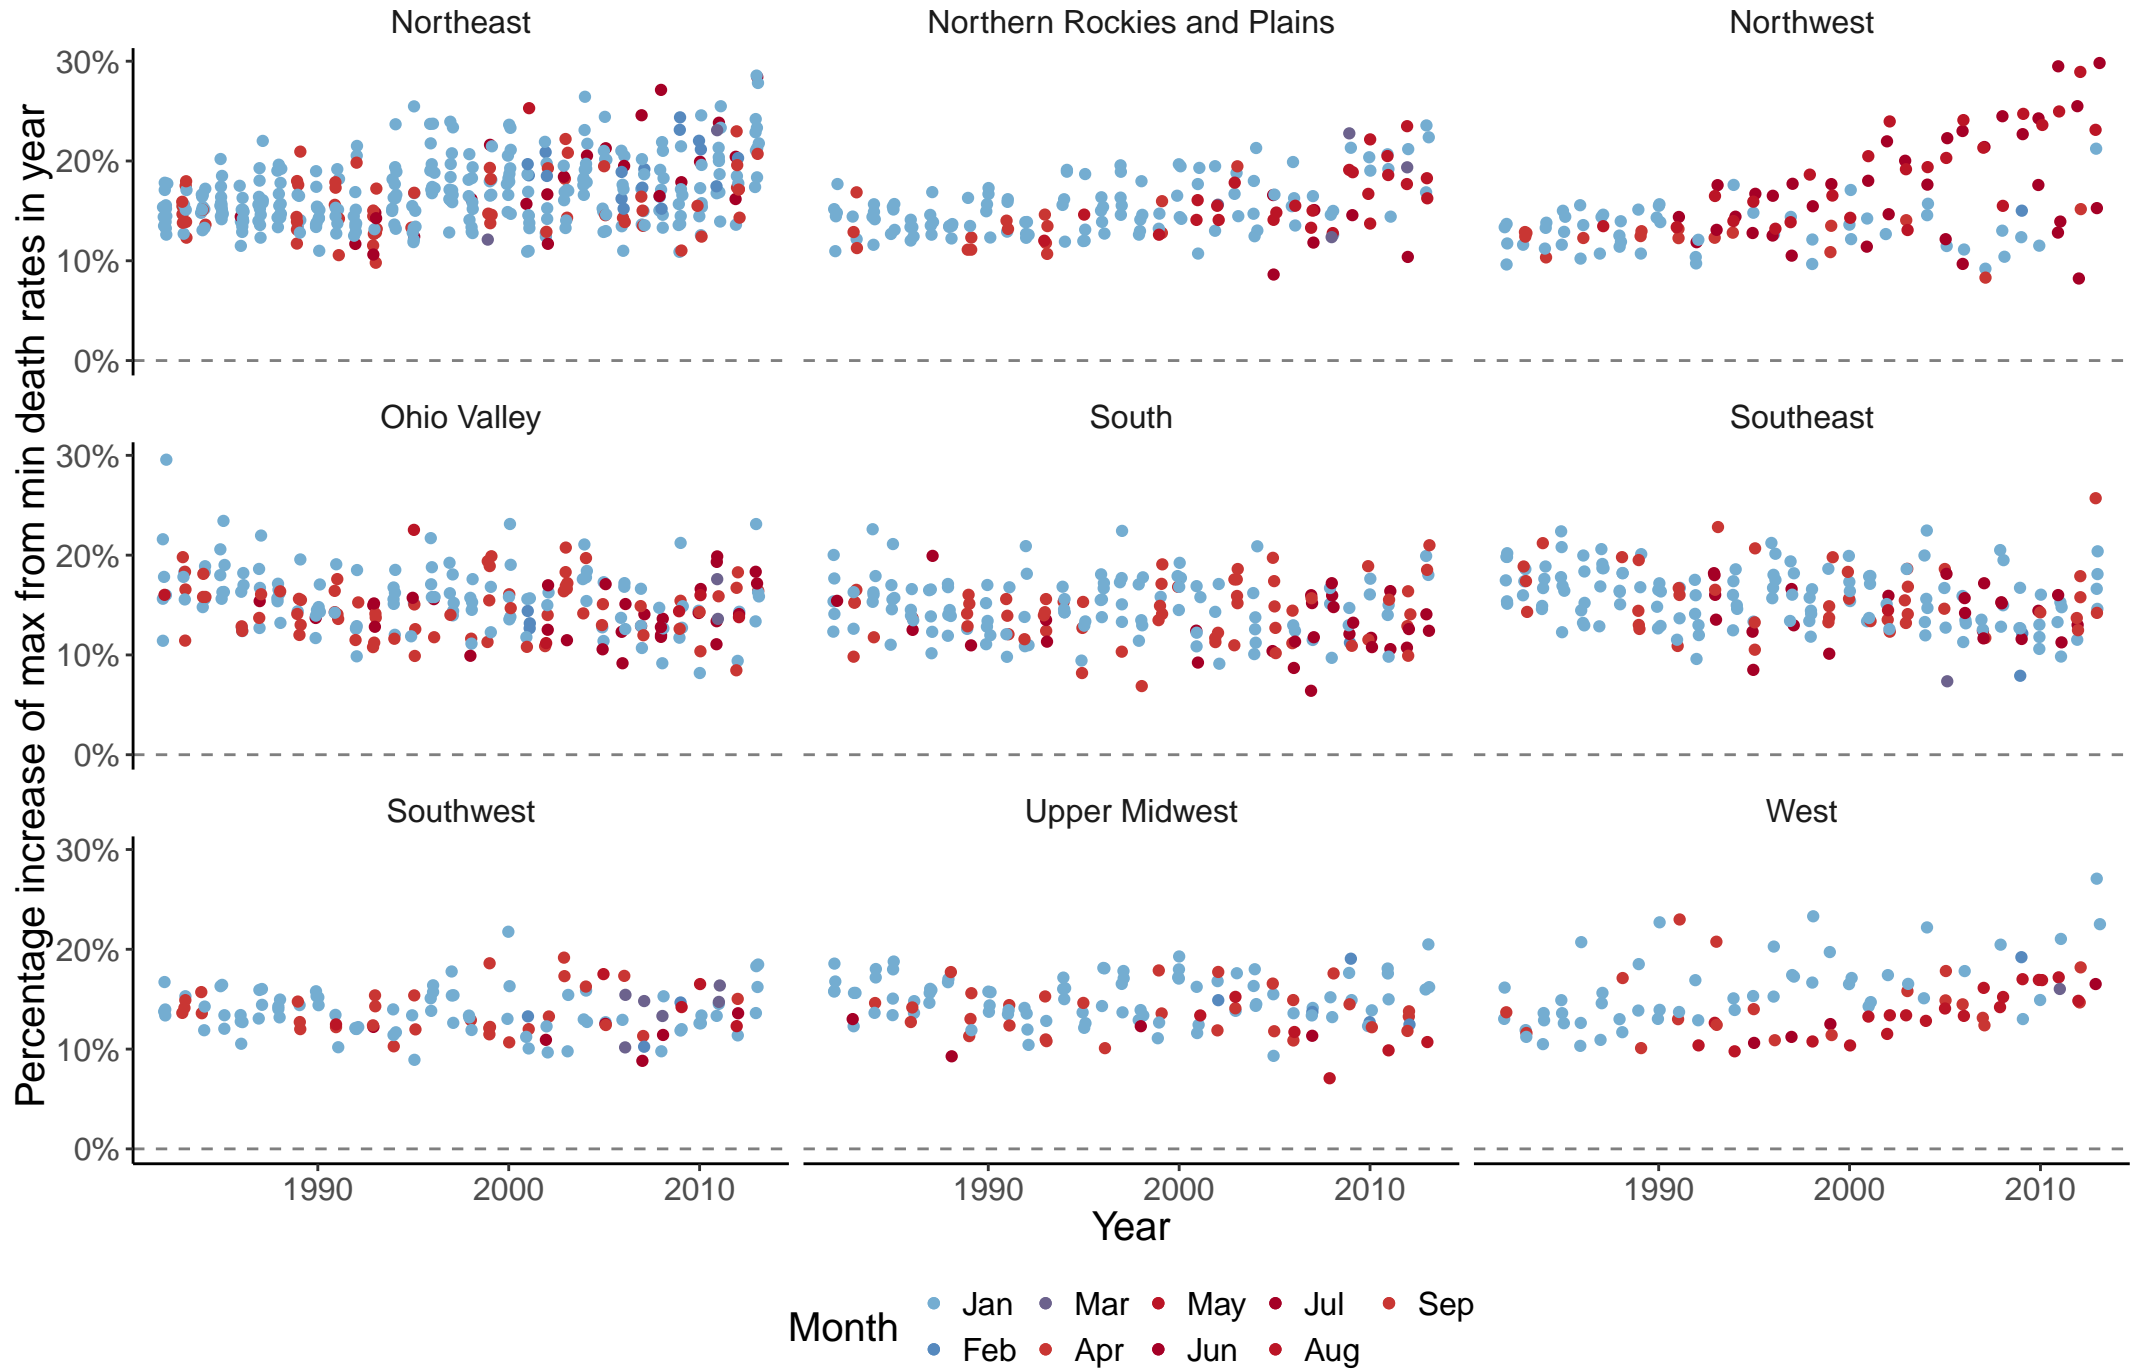 Northeast Northern Rockies and Plains Northwest
30%
20%
10%
0%
Ohio Valley South Southeast
30%
20%
10%
0%
Southwest Upper Midwest West
30%
20%
10%
0%
1990 2000 2010 1990 2000 2010 1990 2000 2010
Year
Percentage increase of max from min death rates in year
Month
Jan Mar May Jul Sep
Feb Apr Jun Aug